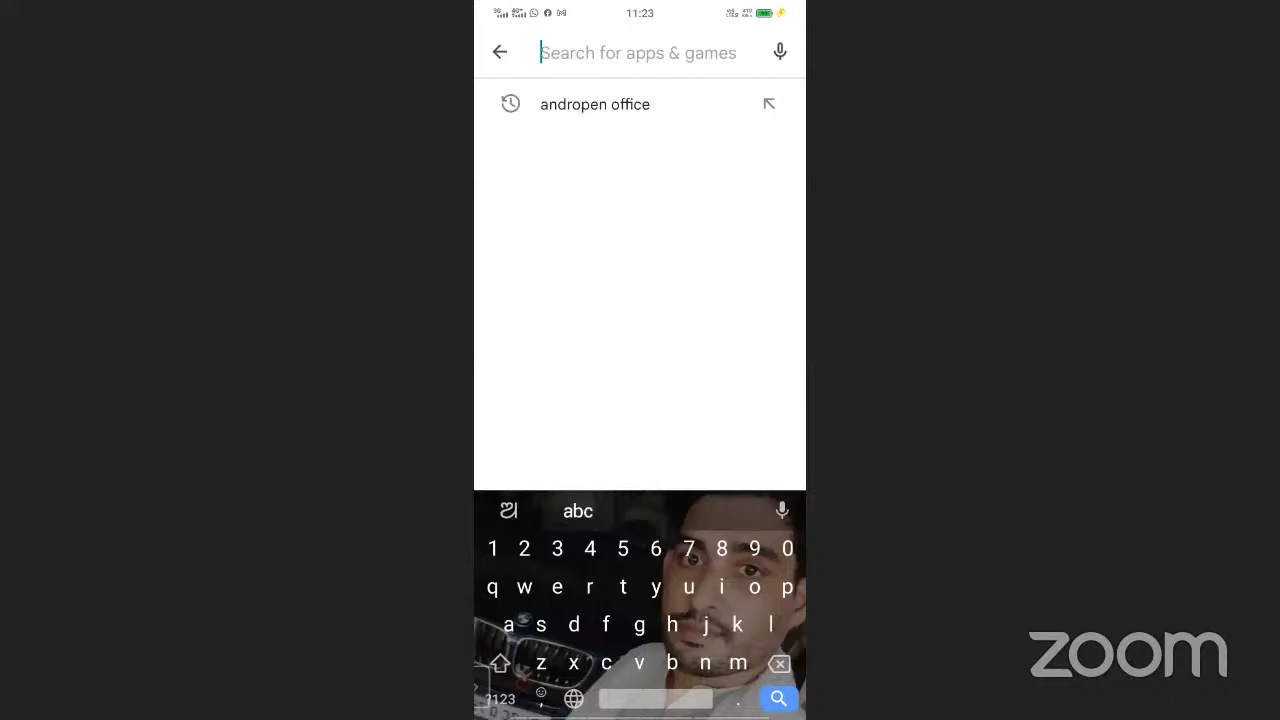 11:23
Search for apps & games
andropen office
ଅ abc
1 2 3 4 5 6 7 8 9 0
q w e r t y u i o p
a s d f g h j k l
z x c v b n m
?123 , .
zoom